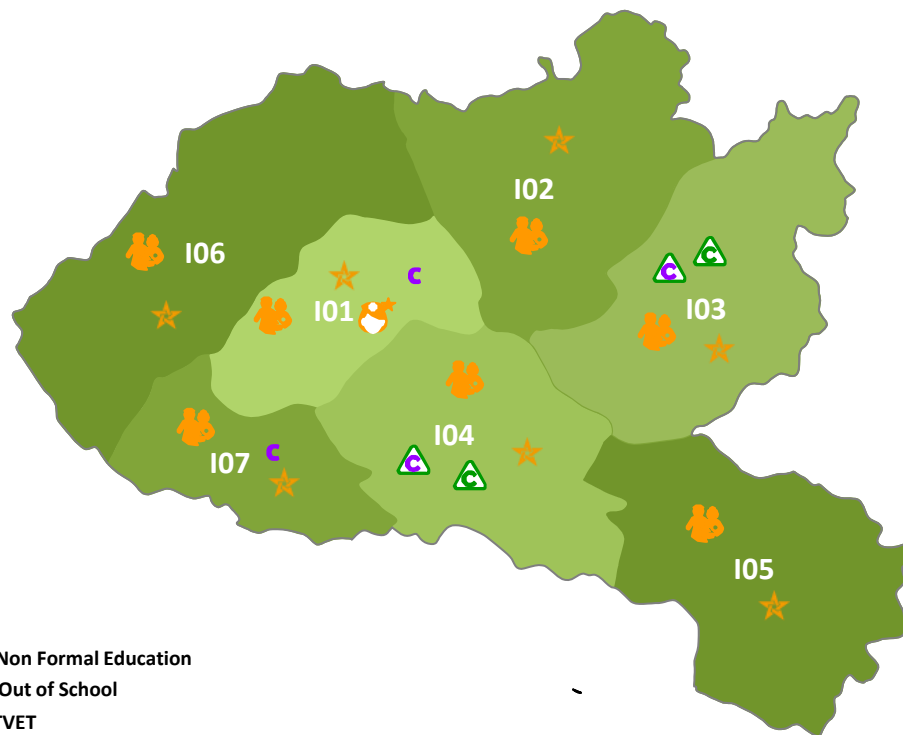 I02
I06
C
C
C
I01
I03
I04
C
I07
C
C
I05
Non Formal Education
Out of School
TVET